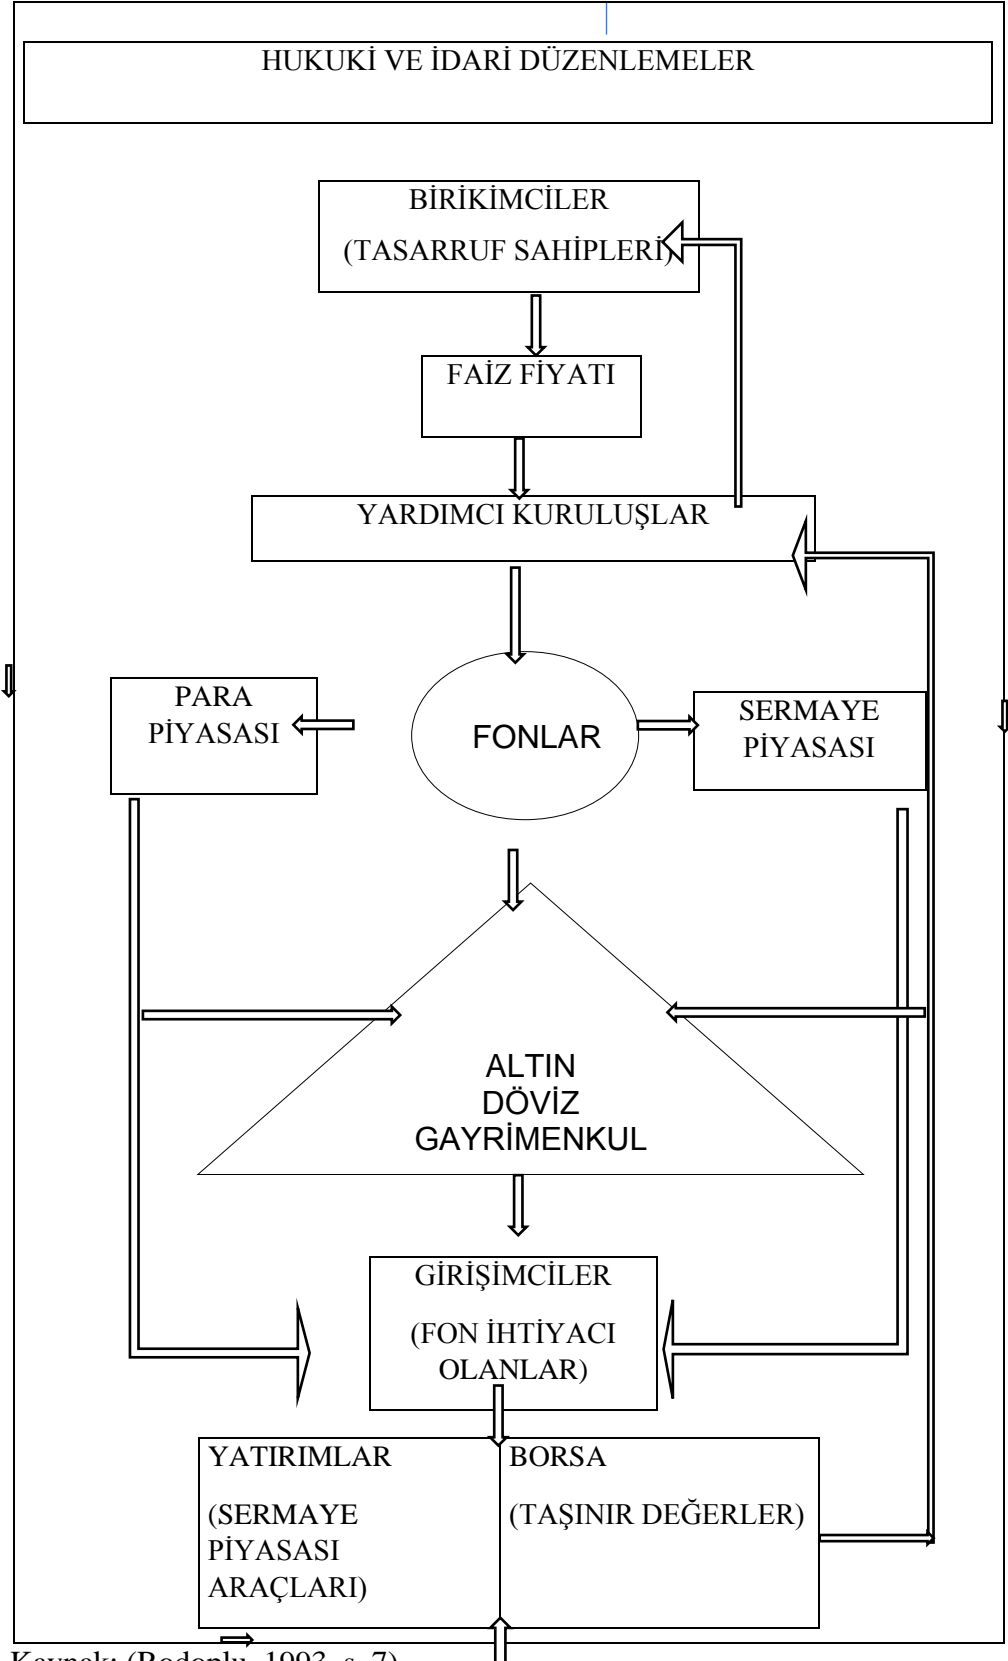 HUKUKİ VE İDARİ DÜZENLEMELER
BİRİKİMCİLER
(TASARRUF SAHİPLERİ)
FAİZ FİYATI
YARDIMCI KURULUŞLAR
PARA
PİYASASI
FONLAR
SERMAYE
PİYASASI
ALTIN
DÖVİZ
GAYRİMENKUL
GİRİŞİMCİLER
(FON İHTİYACI
OLANLAR)
YATIRIMLAR
(SERMAYE
PİYASASI
ARAÇLARI)
BORSA
(TAŞINIR DEĞERLER)
Kaynak: (Rodoplu, 1993, s. 7)